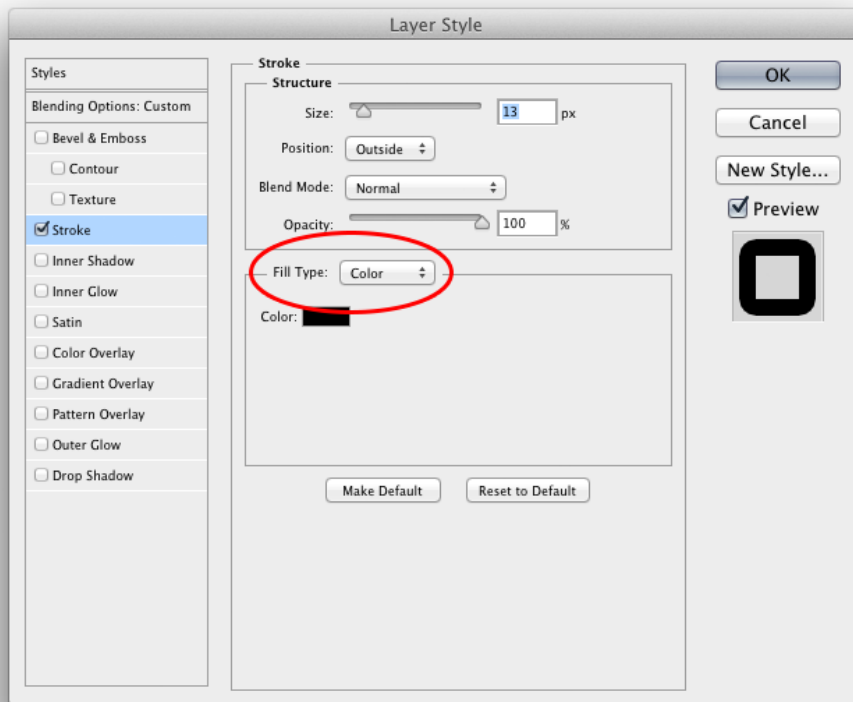 Layer Style
Styles
Blending Options: Custom
Bevel & Emboss
Contour
Texture
Stroke
Inner Shadow
Inner Glow
Satin
Color Overlay
Gradient Overlay
Pattern Overlay
Outer Glow
Drop Shadow
Stroke
Structure
Size: 13 px
Position: Outside
Blend Mode: Normal
Opacity: 100 %
Fill Type: Color
Color:
Make Default Reset to Default
OK
Cancel
New Style...
Preview